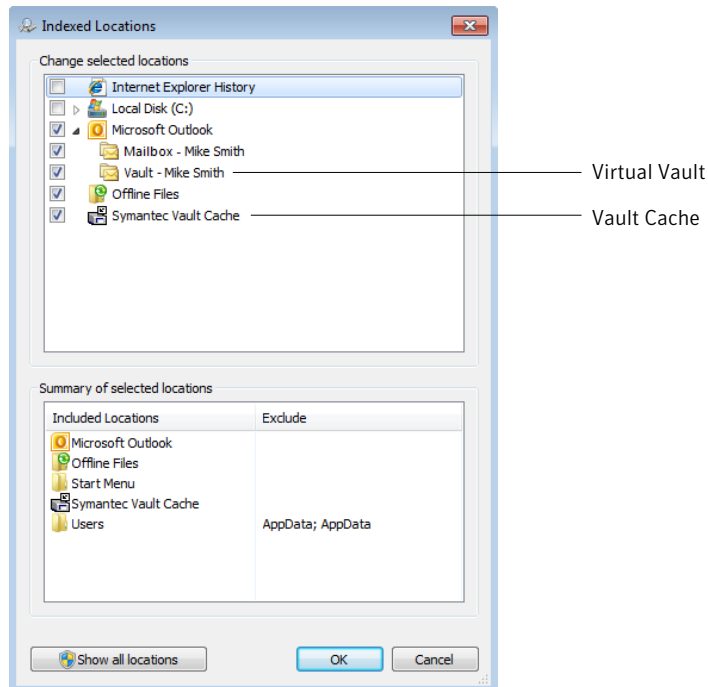 Indexed Locations
Change selected locations
Internet Explorer History
Local Disk (C:)
Microsoft Outlook
Mailbox - Mike Smith
Vault - Mike Smith
Virtual Vault
Offline Files
Symantec Vault Cache
Vault Cache
Summary of selected locations
Included Locations Exclude
Microsoft Outlook
Offline Files
Start Menu
Symantec Vault Cache
Users AppData; AppData
Show all locations OK Cancel